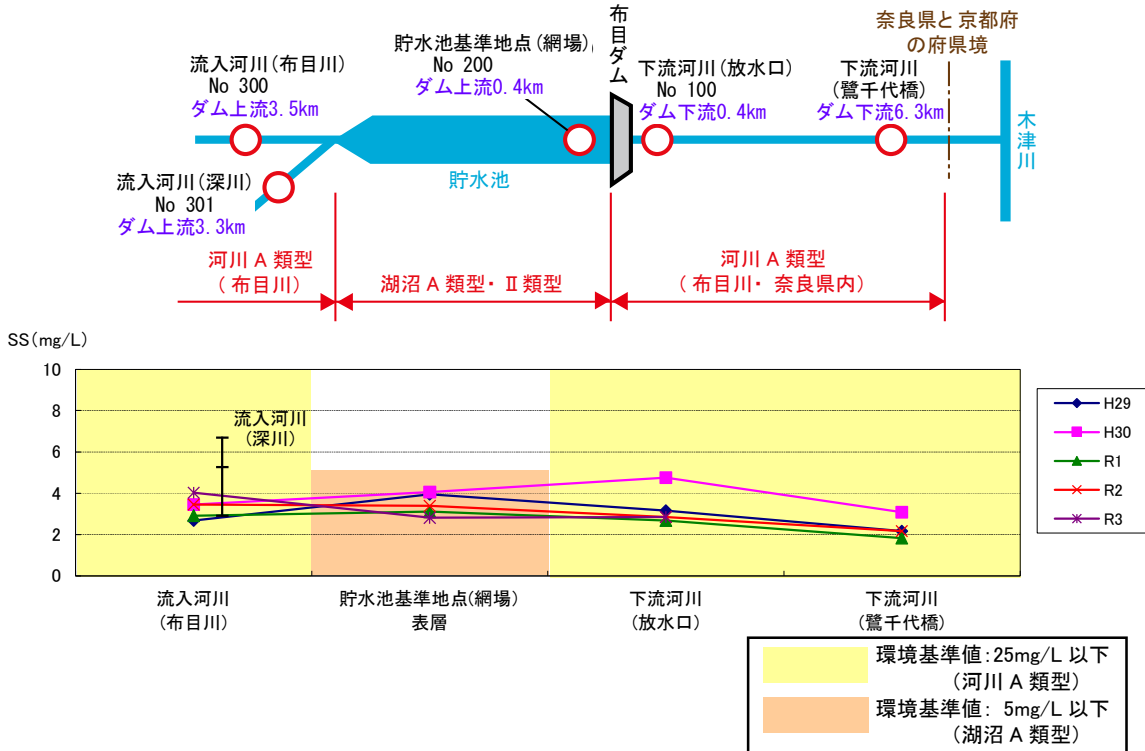 奈良県と京都府
の府県境
布目ダム
貯水池基準地点(網場)
No 200
ダム上流0.4km
流入河川(布目川)
No 300
ダム上流3.5km
下流河川(放水口)
No 100
ダム下流0.4km
下流河川
(鷺千代橋)
ダム下流6.3km
木津川
流入河川(深川)
No 301
ダム上流3.3km
貯水池
河川 A 類型
(布目川)
湖沼 A 類型・Ⅱ類型
河川 A 類型
(布目川・奈良県内)
SS(mg/L)
10
8
6
4
2
0
流入河川
(深川)
H29
H30
R1
R2
R3
流入河川
(布目川)
貯水池基準地点(網場)
表層
下流河川
(放水口)
下流河川
(鷺千代橋)
環境基準値:25mg/L 以下
(河川 A 類型)
環境基準値: 5mg/L 以下
(湖沼 A 類型)